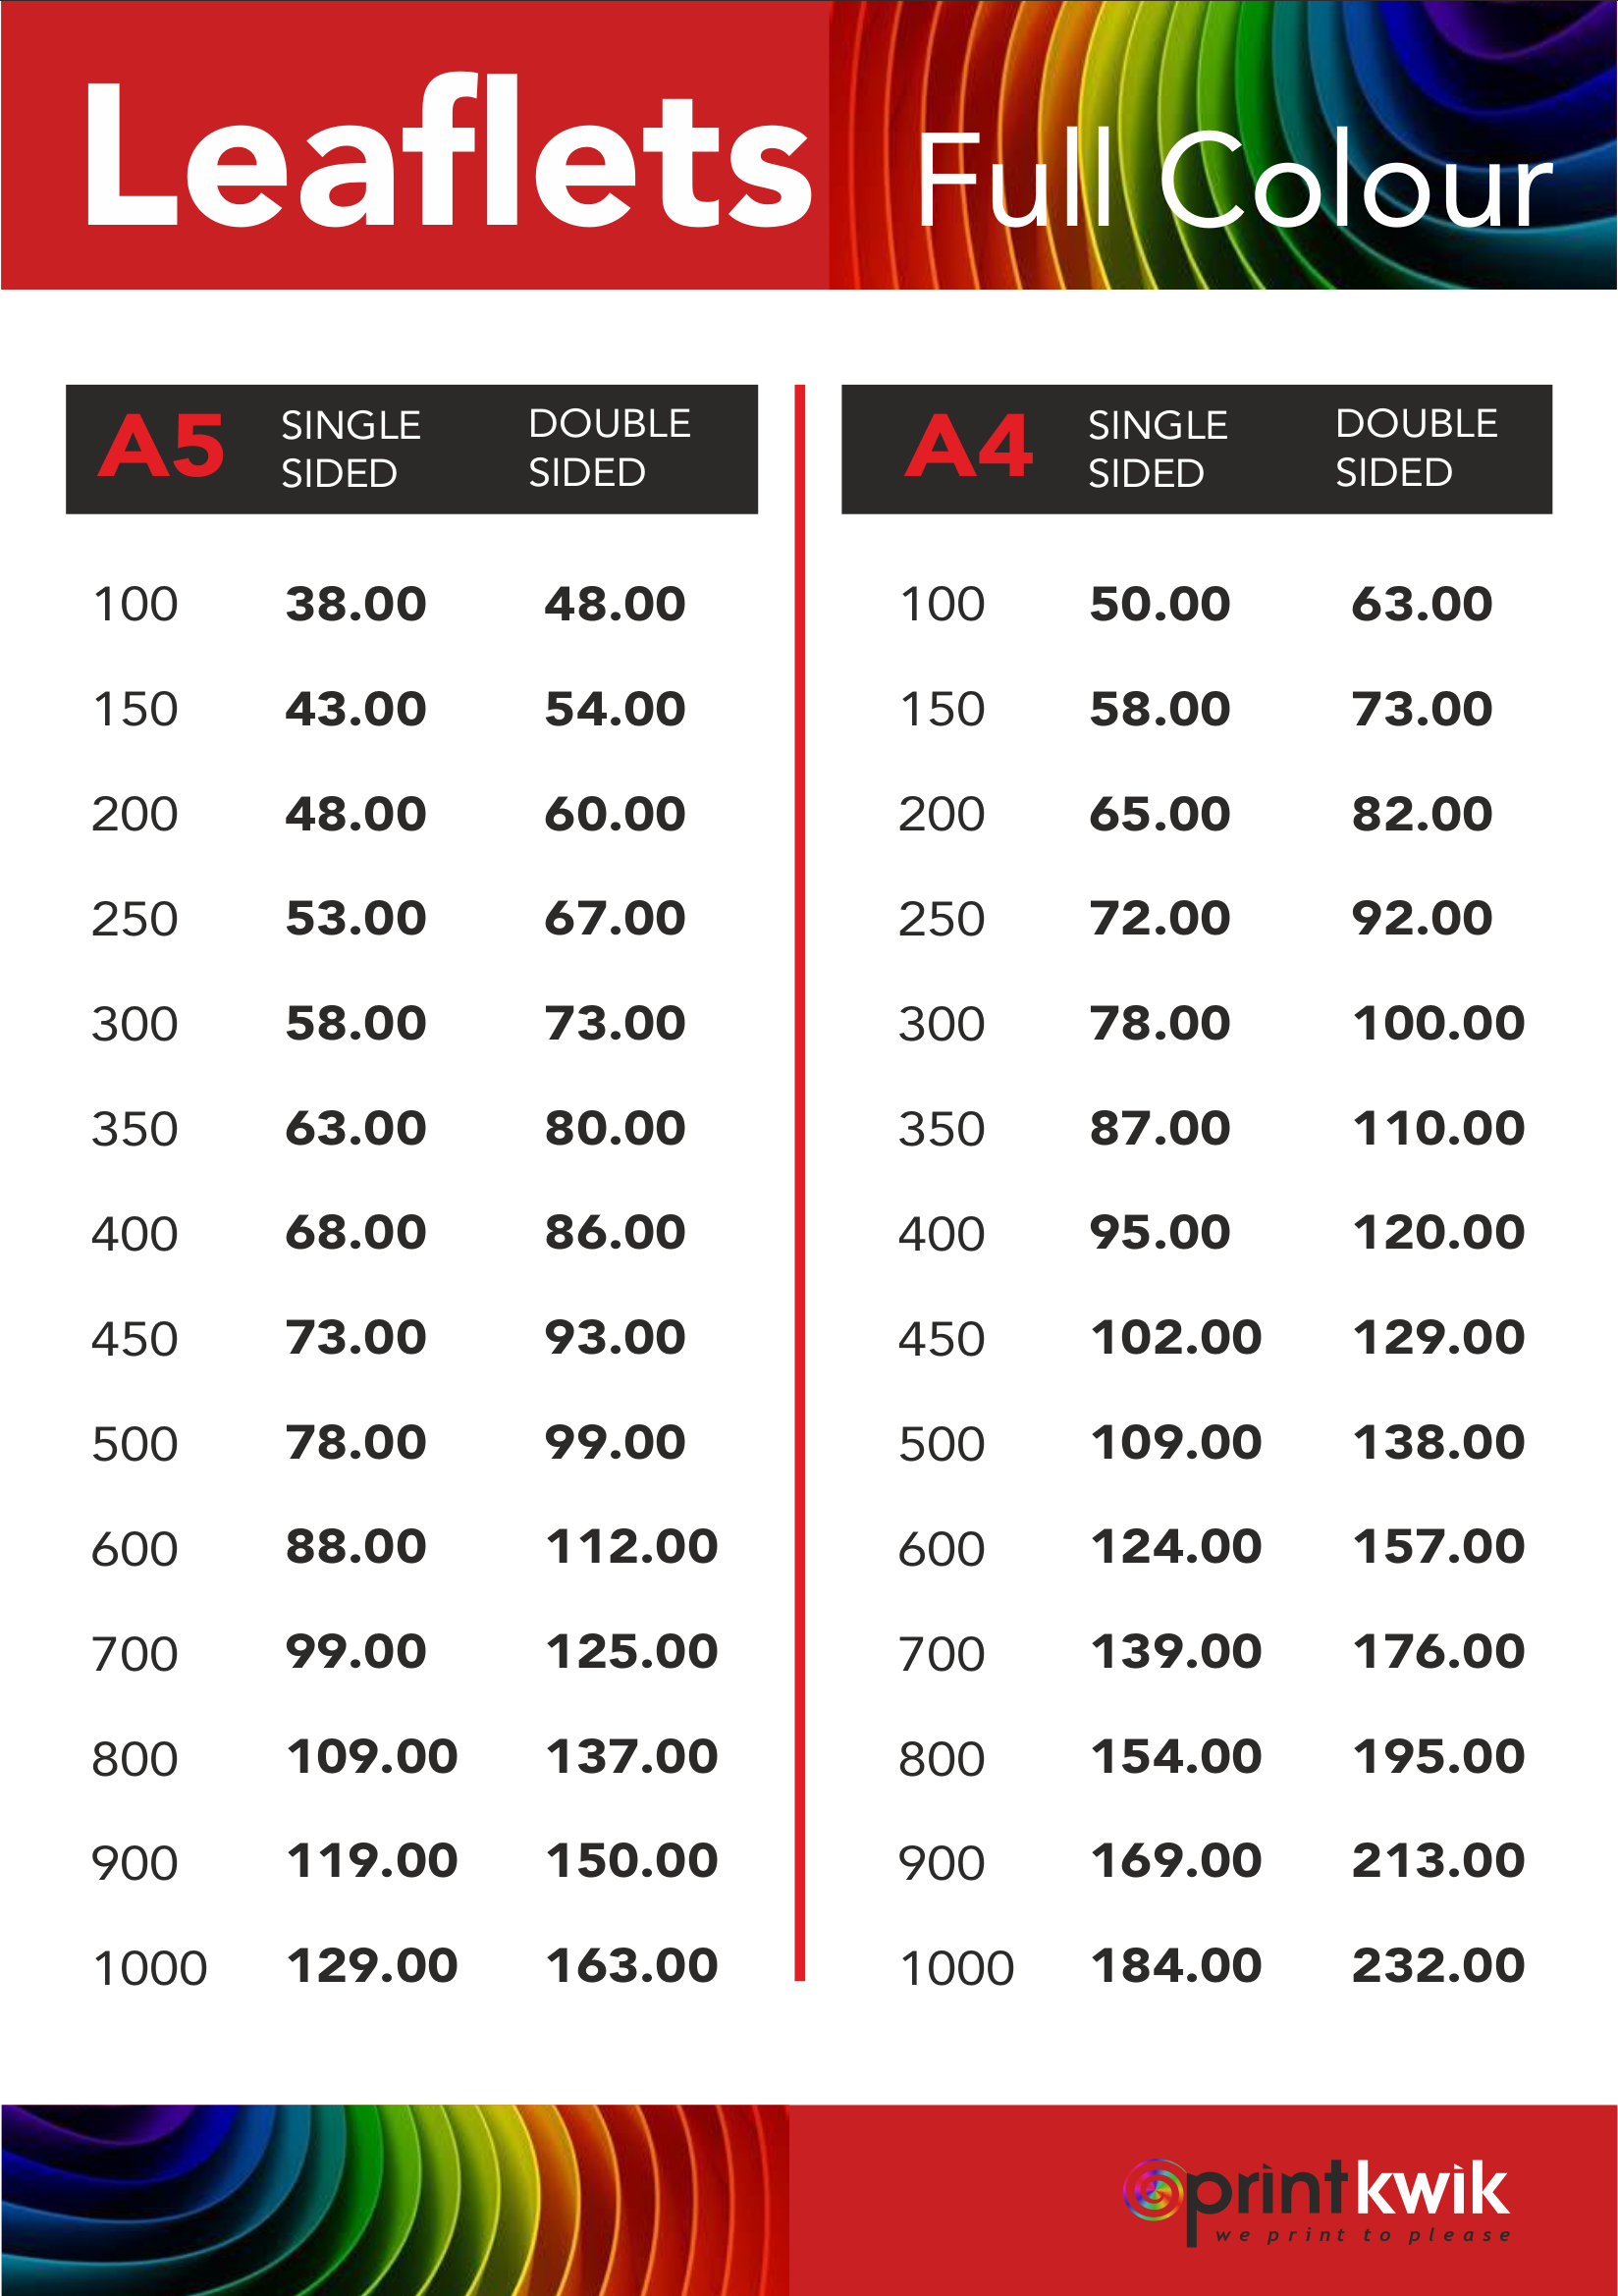 Leaflets Full Colour
A5 SINGLE SIDED DOUBLE SIDED
100 38.00 48.00
150 43.00 54.00
200 48.00 60.00
250 53.00 67.00
300 58.00 73.00
350 63.00 80.00
400 68.00 86.00
450 73.00 93.00
500 78.00 99.00
600 88.00 112.00
700 99.00 125.00
800 109.00 137.00
900 119.00 150.00
1000 129.00 163.00
A4 SINGLE SIDED DOUBLE SIDED
100 50.00 63.00
150 58.00 73.00
200 65.00 82.00
250 72.00 92.00
300 78.00 100.00
350 87.00 110.00
400 95.00 120.00
450 102.00 129.00
500 109.00 138.00
600 124.00 157.00
700 139.00 176.00
800 154.00 195.00
900 169.00 213.00
1000 184.00 232.00
printkwik
we print to please